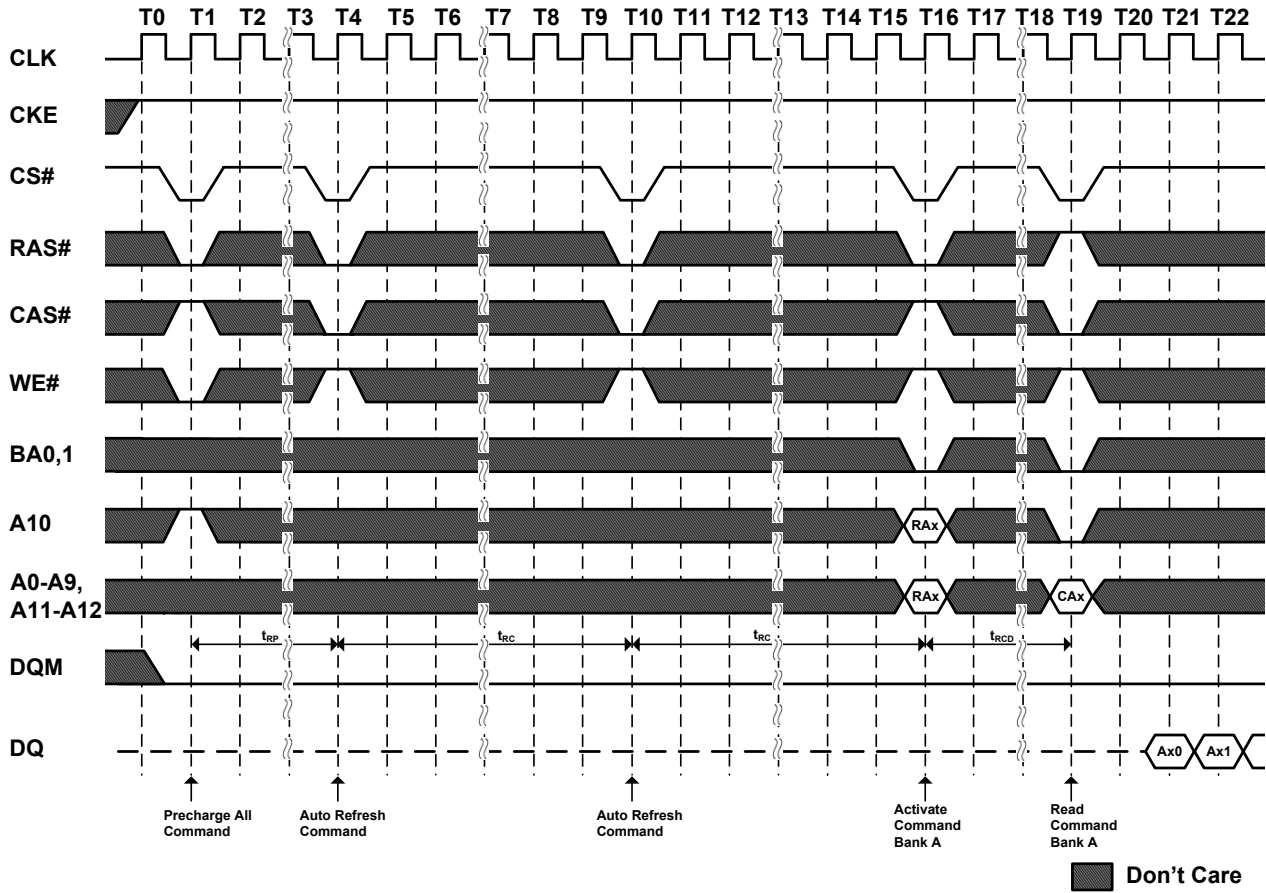 T0 T1 T2 T3 T4 T5 T6 T7 T8 T9 T10 T11 T12 T13 T14 T15 T16 T17 T18 T19 T20 T21 T22
CLK
CKE
CS#
RAS#
CAS#
WE#
BA0,1
A10
RAx
A0-A9,
A11-A12
RAx
CAx
tRP
tRC
tRC
tRCD
DQM
DQ
Ax0
Ax1
Precharge All
Command
Auto Refresh
Command
Auto Refresh
Command
Activate
Command
Bank A
Read
Command
Bank A
Don't Care